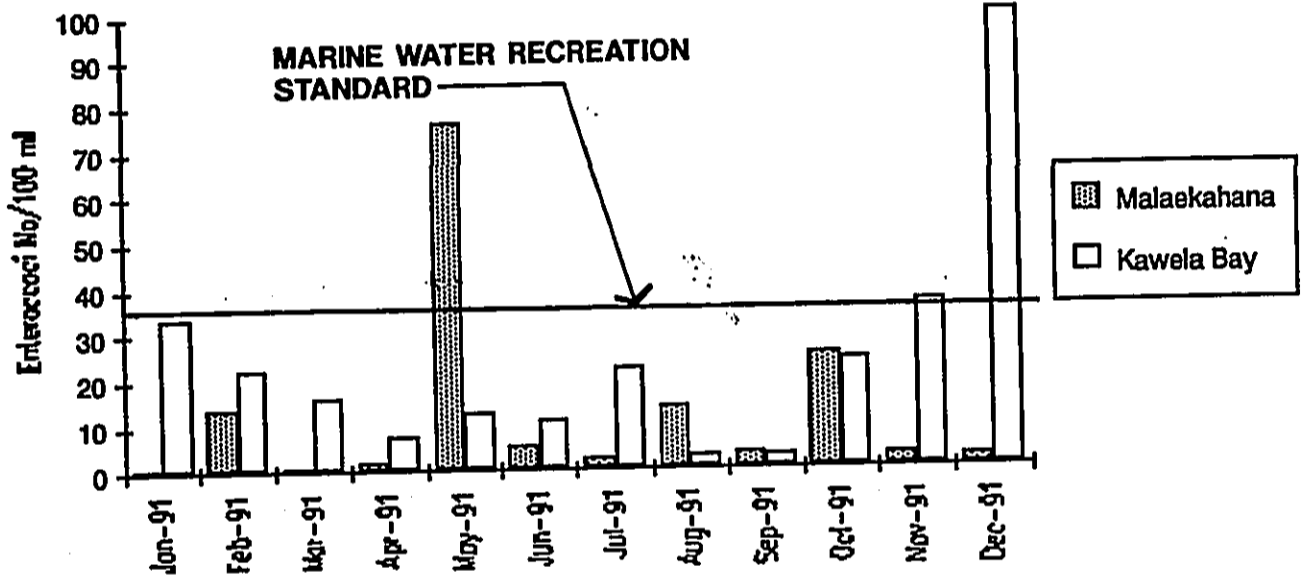 MARINE WATER RECREATION
STANDARD
Enterococci No/100 ml
100
90
80
70
60
50
40
30
20
10
0
Jan-91
Feb-91
Mar-91
Apr-91
May-91
Jun-91
Jul-91
Aug-91
Sep-91
Oct-91
Nov-91
Dec-91
Malaekahana
Kawela Bay